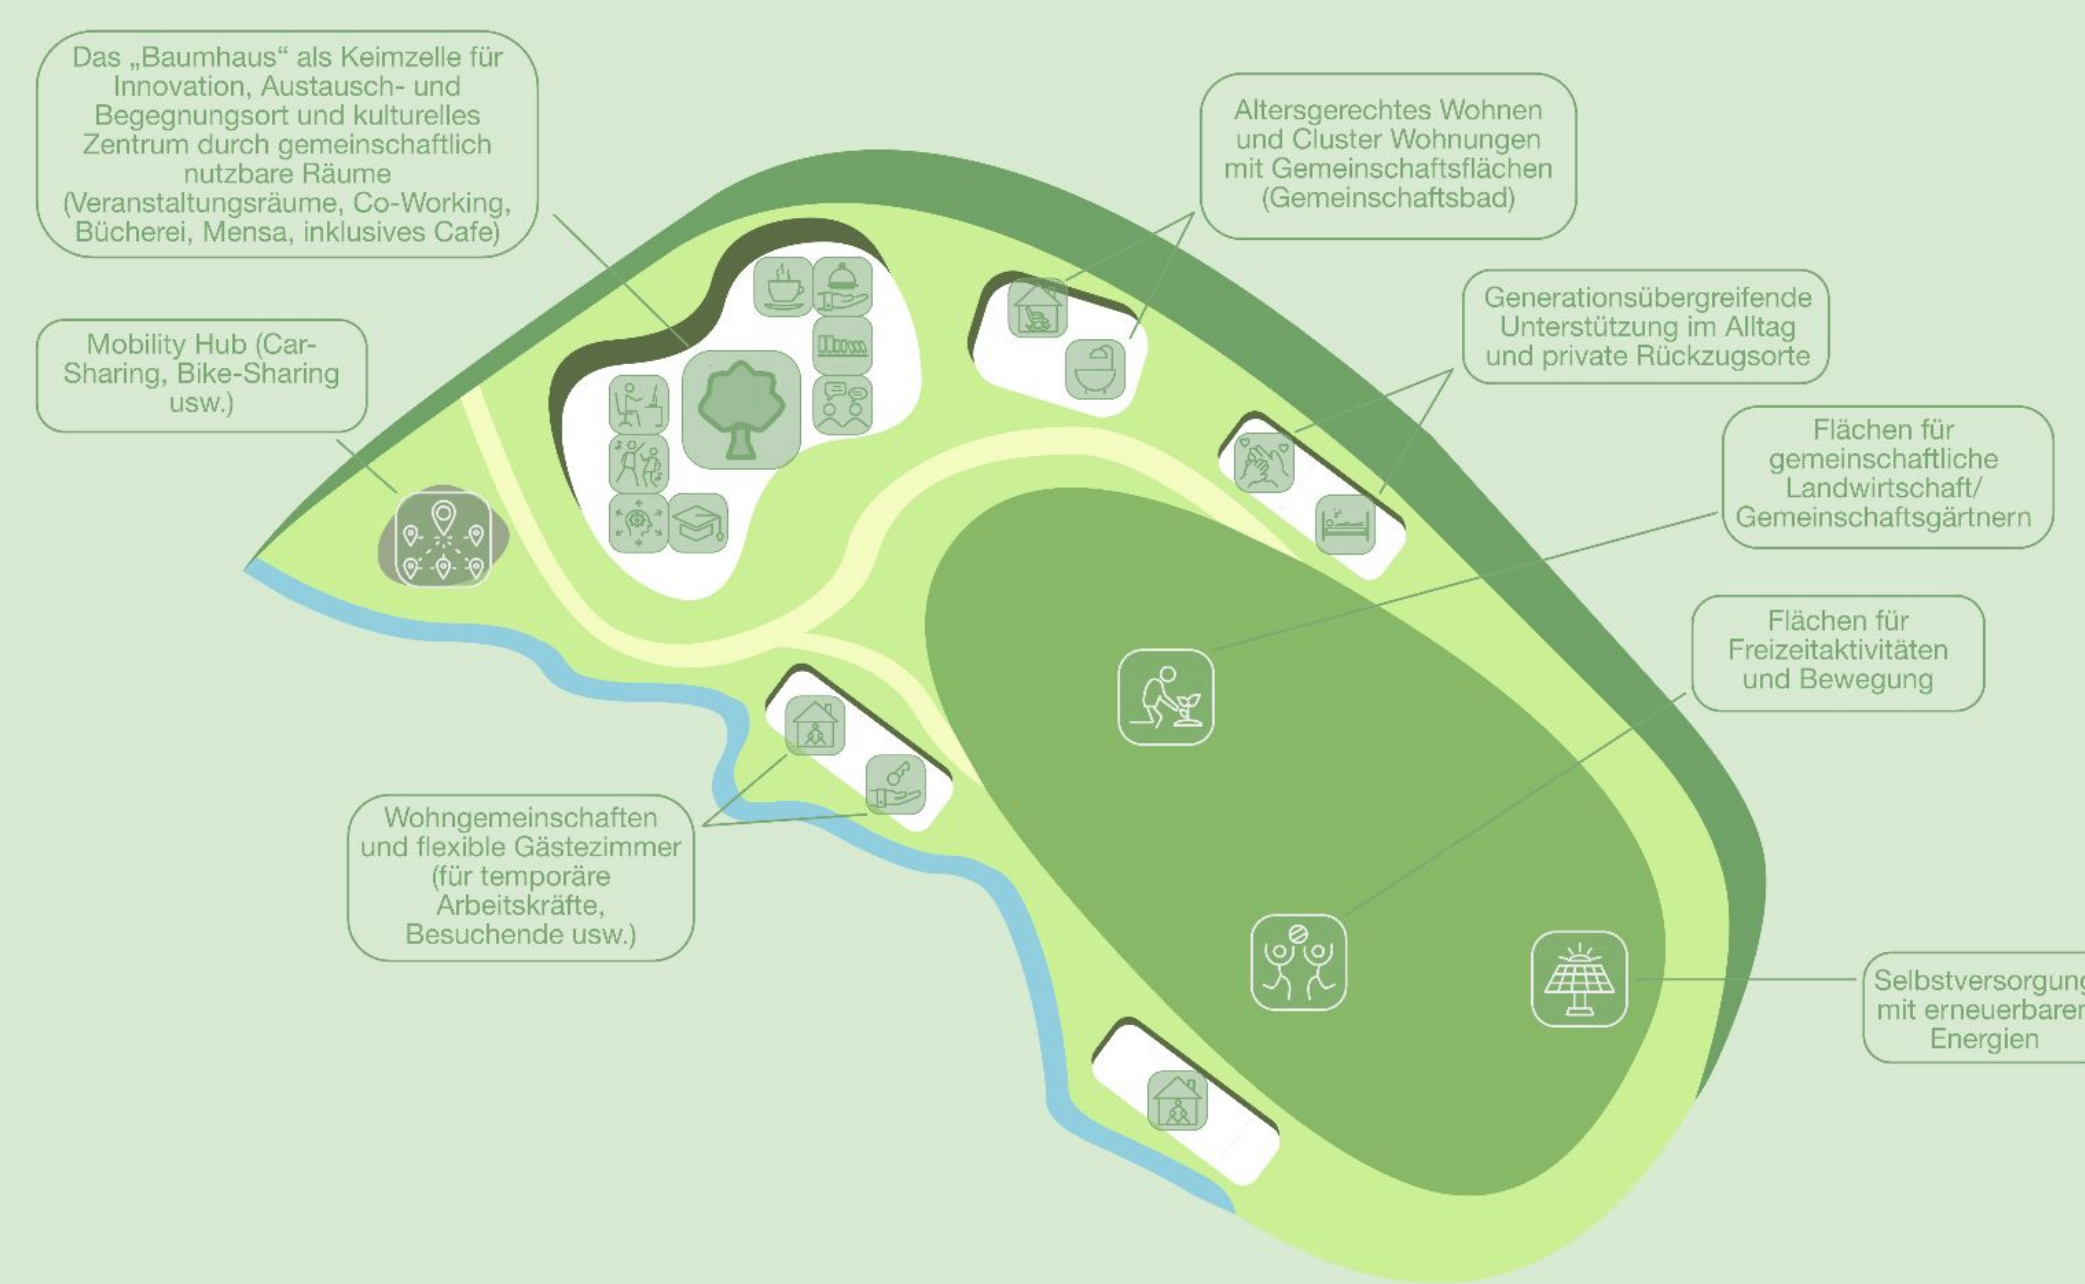 Das „Baumhaus“ als Keimzelle für
Innovation, Austausch- und
Begegnungsort und kulturelles
Zentrum durch gemeinschaftlich
nutzbare Räume
(Veranstaltungsräume, Co-Working,
Bücherei, Mensa, inklusives Cafe)
Altersgerechtes Wohnen
und Cluster Wohnungen
mit Gemeinschaftsflächen
(Gemeinschaftsbad)
Generationsübergreifende
Unterstützung im Alltag
und private Rückzugsorte
Mobility Hub (Car-
Sharing, Bike-Sharing
usw.)
Flächen für
gemeinschaftliche
Landwirtschaft/
Gemeinschaftsgärtnern
Flächen für
Freizeitaktivitäten
und Bewegung
Wohngemeinschaften
und flexible Gästezimmer
(für temporäre
Arbeitskräfte,
Besuchende usw.)
Selbstversorgung
mit erneuerbaren
Energien